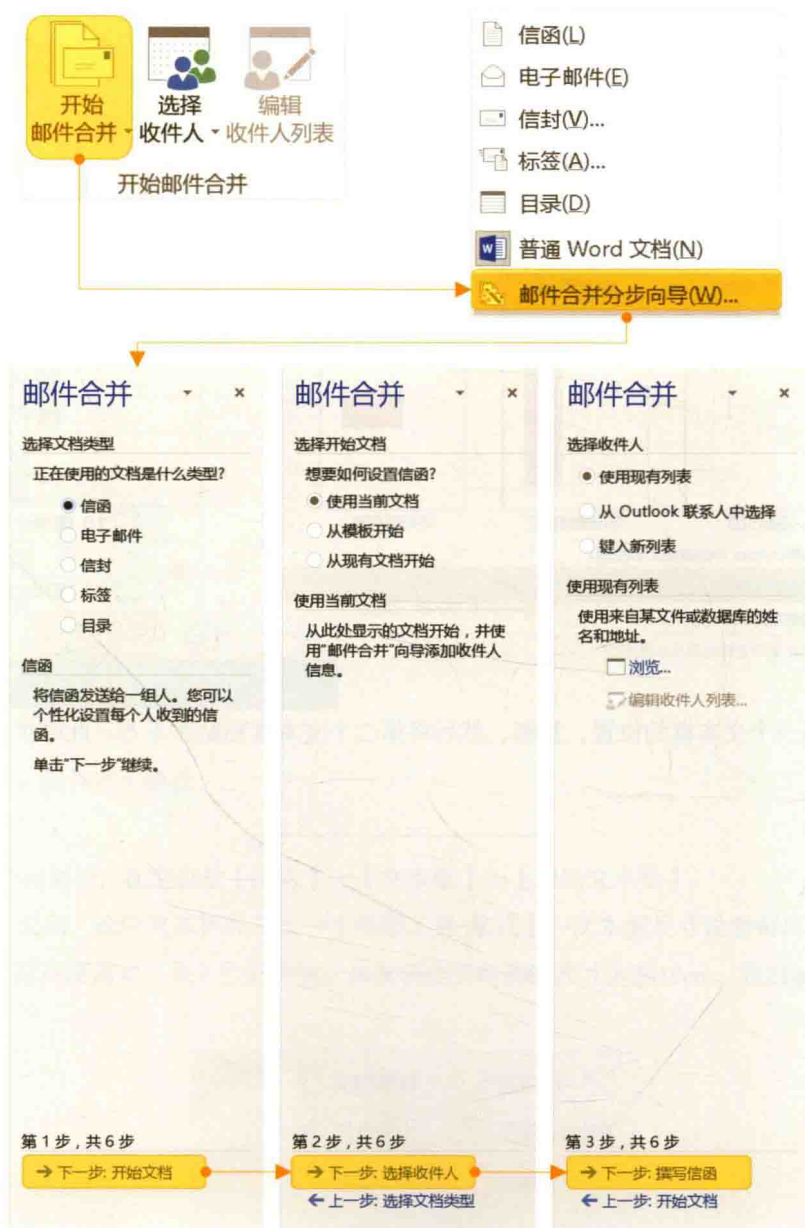 开始
邮件合并
选择
收件人
编辑
收件人列表
开始邮件合并
信函(L)
电子邮件(E)
信封(V)...
标签(A)...
目录(D)
普通 Word 文档(N)
邮件合并分步向导(W)...
邮件合并
选择文档类型
正在使用的文档是什么类型?
信函
电子邮件
信封
标签
目录
信函
将信函发送给一组人。您可以
个性化设置每个人收到的信
函。
单击“下一步”继续。
第 1 步，共 6 步
→ 下一步: 开始文档
邮件合并
选择开始文档
想要如何设置信函?
使用当前文档
从模板开始
从现有文档开始
使用当前文档
从此处显示的文档开始，并使
用“邮件合并”向导添加收件人
信息。
第 2 步，共 6 步
→ 下一步: 选择收件人
← 上一步: 选择文档类型
邮件合并
选择收件人
使用现有列表
从 Outlook 联系人中选择
键入新列表
使用现有列表
使用来自某文件或数据库的姓
名和地址。
浏览...
编辑收件人列表...
第 3 步，共 6 步
→ 下一步: 撰写信函
← 上一步: 开始文档